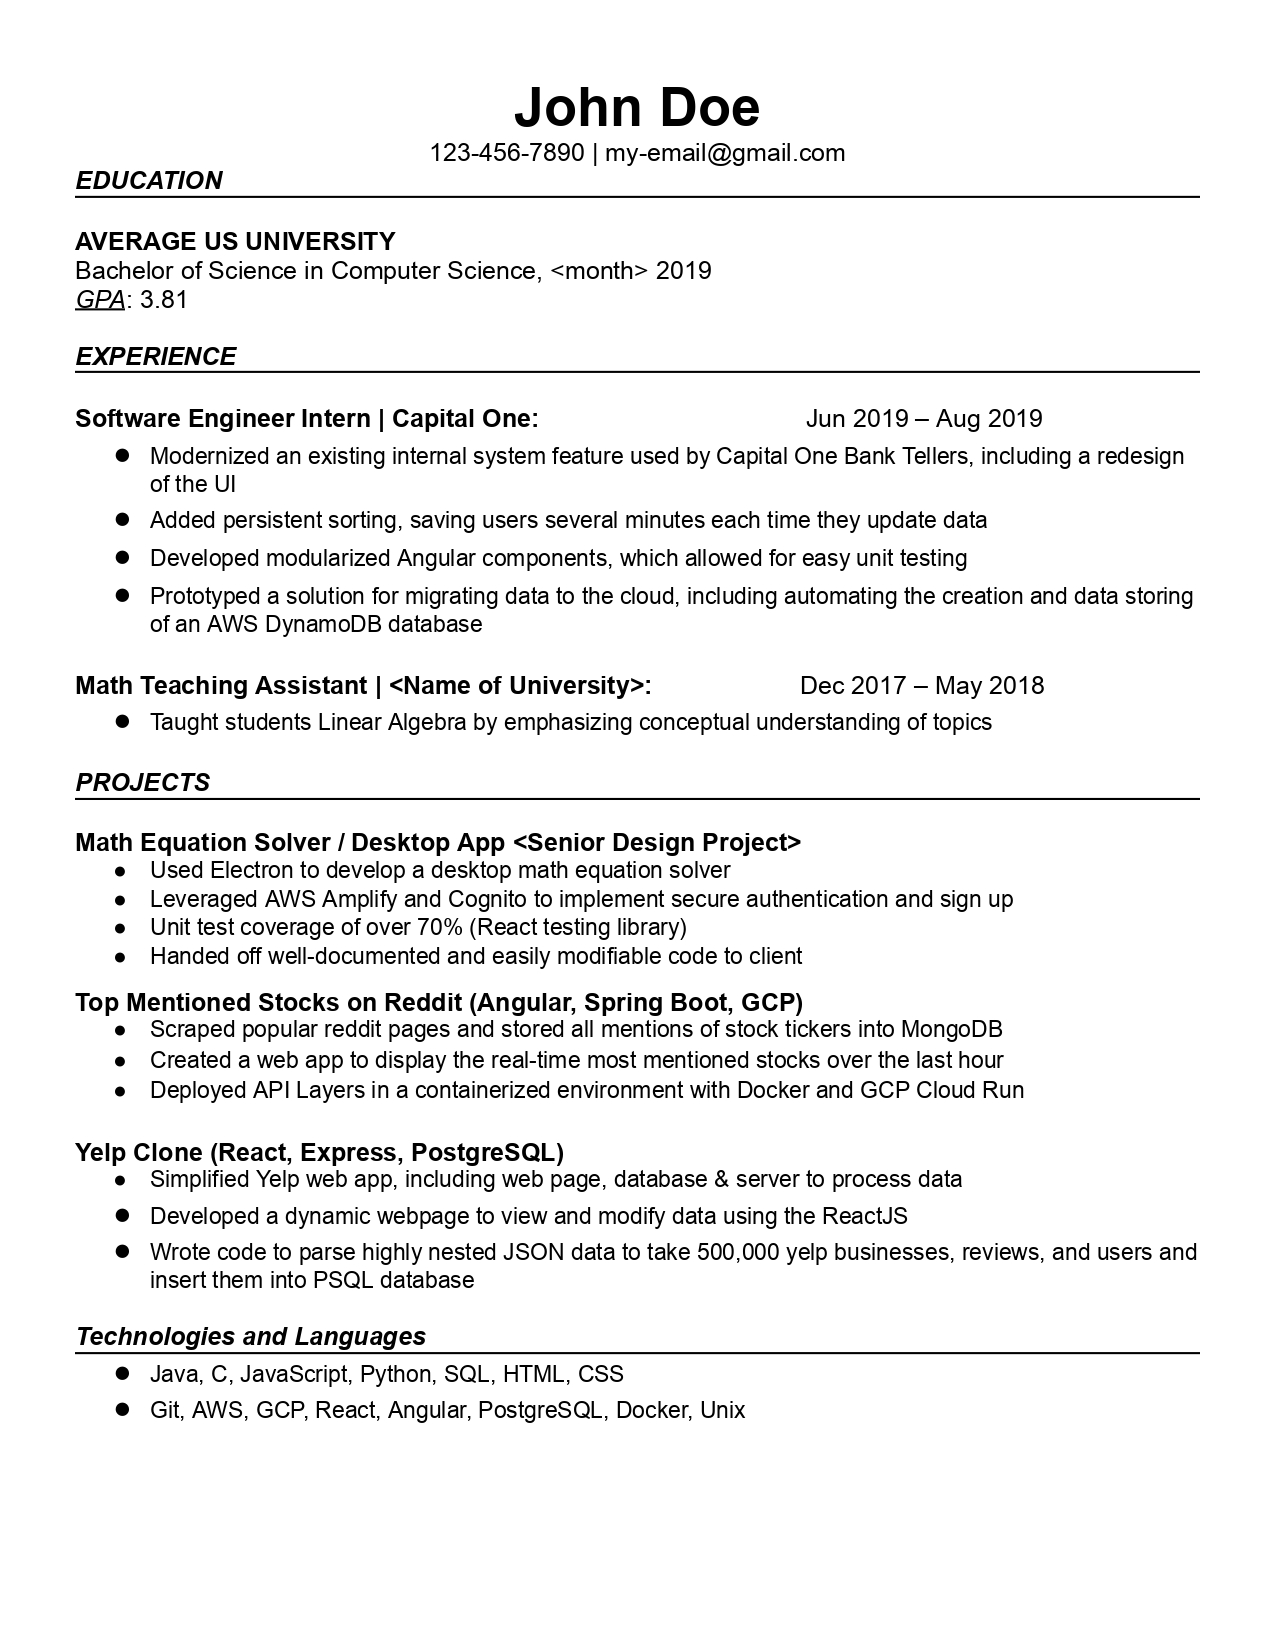 John Doe
123-456-7890 | my-email@gmail.com
EDUCATION
AVERAGE US UNIVERSITY
Bachelor of Science in Computer Science, <month> 2019
GPA: 3.81
EXPERIENCE
Software Engineer Intern | Capital One: Jun 2019 – Aug 2019
● Modernized an existing internal system feature used by Capital One Bank Tellers, including a redesign
of the UI
● Added persistent sorting, saving users several minutes each time they update data
● Developed modularized Angular components, which allowed for easy unit testing
● Prototyped a solution for migrating data to the cloud, including automating the creation and data storing
of an AWS DynamoDB database
Math Teaching Assistant | <Name of University>: Dec 2017 – May 2018
● Taught students Linear Algebra by emphasizing conceptual understanding of topics
PROJECTS
Math Equation Solver / Desktop App <Senior Design Project>
● Used Electron to develop a desktop math equation solver
● Leveraged AWS Amplify and Cognito to implement secure authentication and sign up
● Unit test coverage of over 70% (React testing library)
● Handed off well-documented and easily modifiable code to client
Top Mentioned Stocks on Reddit (Angular, Spring Boot, GCP)
● Scraped popular reddit pages and stored all mentions of stock tickers into MongoDB
● Created a web app to display the real-time most mentioned stocks over the last hour
● Deployed API Layers in a containerized environment with Docker and GCP Cloud Run
Yelp Clone (React, Express, PostgreSQL)
● Simplified Yelp web app, including web page, database & server to process data
● Developed a dynamic webpage to view and modify data using the ReactJS
● Wrote code to parse highly nested JSON data to take 500,000 yelp businesses, reviews, and users and
insert them into PSQL database
Technologies and Languages
● Java, C, JavaScript, Python, SQL, HTML, CSS
● Git, AWS, GCP, React, Angular, PostgreSQL, Docker, Unix